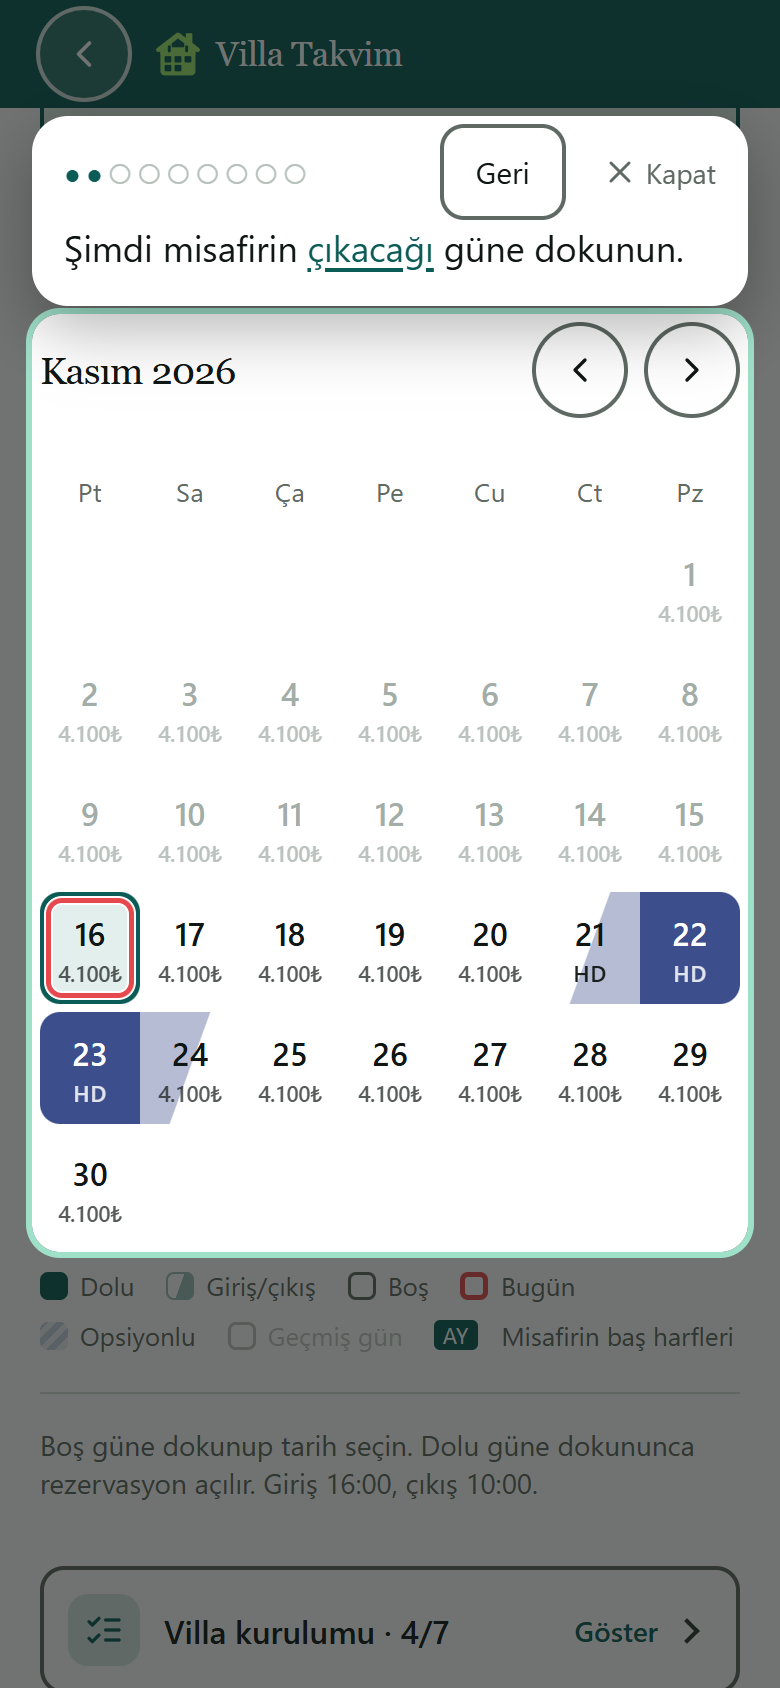 Villa Takvim
Geri
Kapat
Şimdi misafirin çıkacağı güne dokunun.
Kasım 2026
Pt Sa Ça Pe Cu Ct Pz
1
4.100₺
2 3 4 5 6 7 8
4.100₺ 4.100₺ 4.100₺ 4.100₺ 4.100₺ 4.100₺ 4.100₺
9 10 11 12 13 14 15
4.100₺ 4.100₺ 4.100₺ 4.100₺ 4.100₺ 4.100₺ 4.100₺
16 17 18 19 20 21 22
4.100₺ 4.100₺ 4.100₺ 4.100₺ 4.100₺ HD HD
23 24 25 26 27 28 29
HD 4.100₺ 4.100₺ 4.100₺ 4.100₺ 4.100₺ 4.100₺
30
4.100₺
Dolu Giriş/çıkış Boş Bugün
Opsiyonlu Geçmiş gün AY Misafirin baş harfleri
Boş güne dokunup tarih seçin. Dolu güne dokununca
rezervasyon açılır. Giriş 16:00, çıkış 10:00.
Villa kurulumu · 4/7 Göster